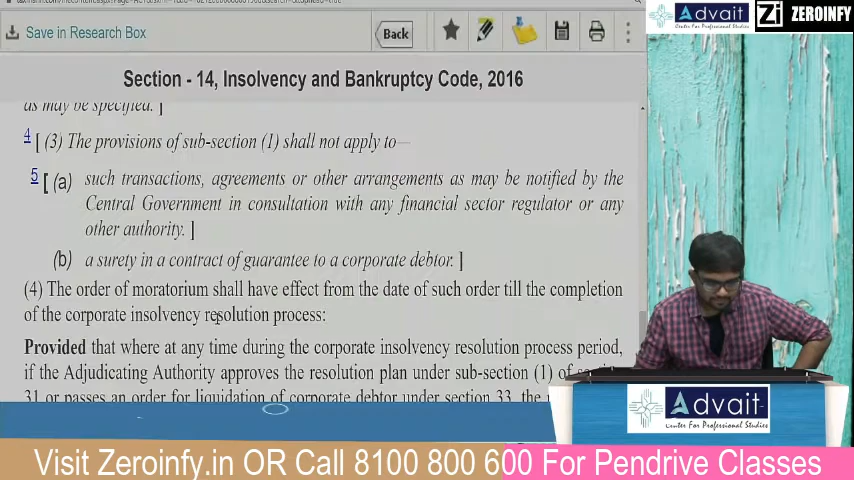 Save in Research Box
Back
Advait
Center For Professional Studies
Zi ZEROINFY
Section - 14, Insolvency and Bankruptcy Code, 2016
as may be specified. ]
4 [ (3) The provisions of sub-section (1) shall not apply to—
5 [ (a) such transactions, agreements or other arrangements as may be notified by the
Central Government in consultation with any financial sector regulator or any
other authority. ]
(b) a surety in a contract of guarantee to a corporate debtor. ]
(4) The order of moratorium shall have effect from the date of such order till the completion
of the corporate insolvency resolution process:
Provided that where at any time during the corporate insolvency resolution process period,
if the Adjudicating Authority approves the resolution plan under sub-section (1) of
31 or passes an order for liquidation of corporate debtor under section 33, the
Advait
Center For Professional Studies
Visit Zeroinfy.in OR Call 8100 800 600 For Pendrive Classes